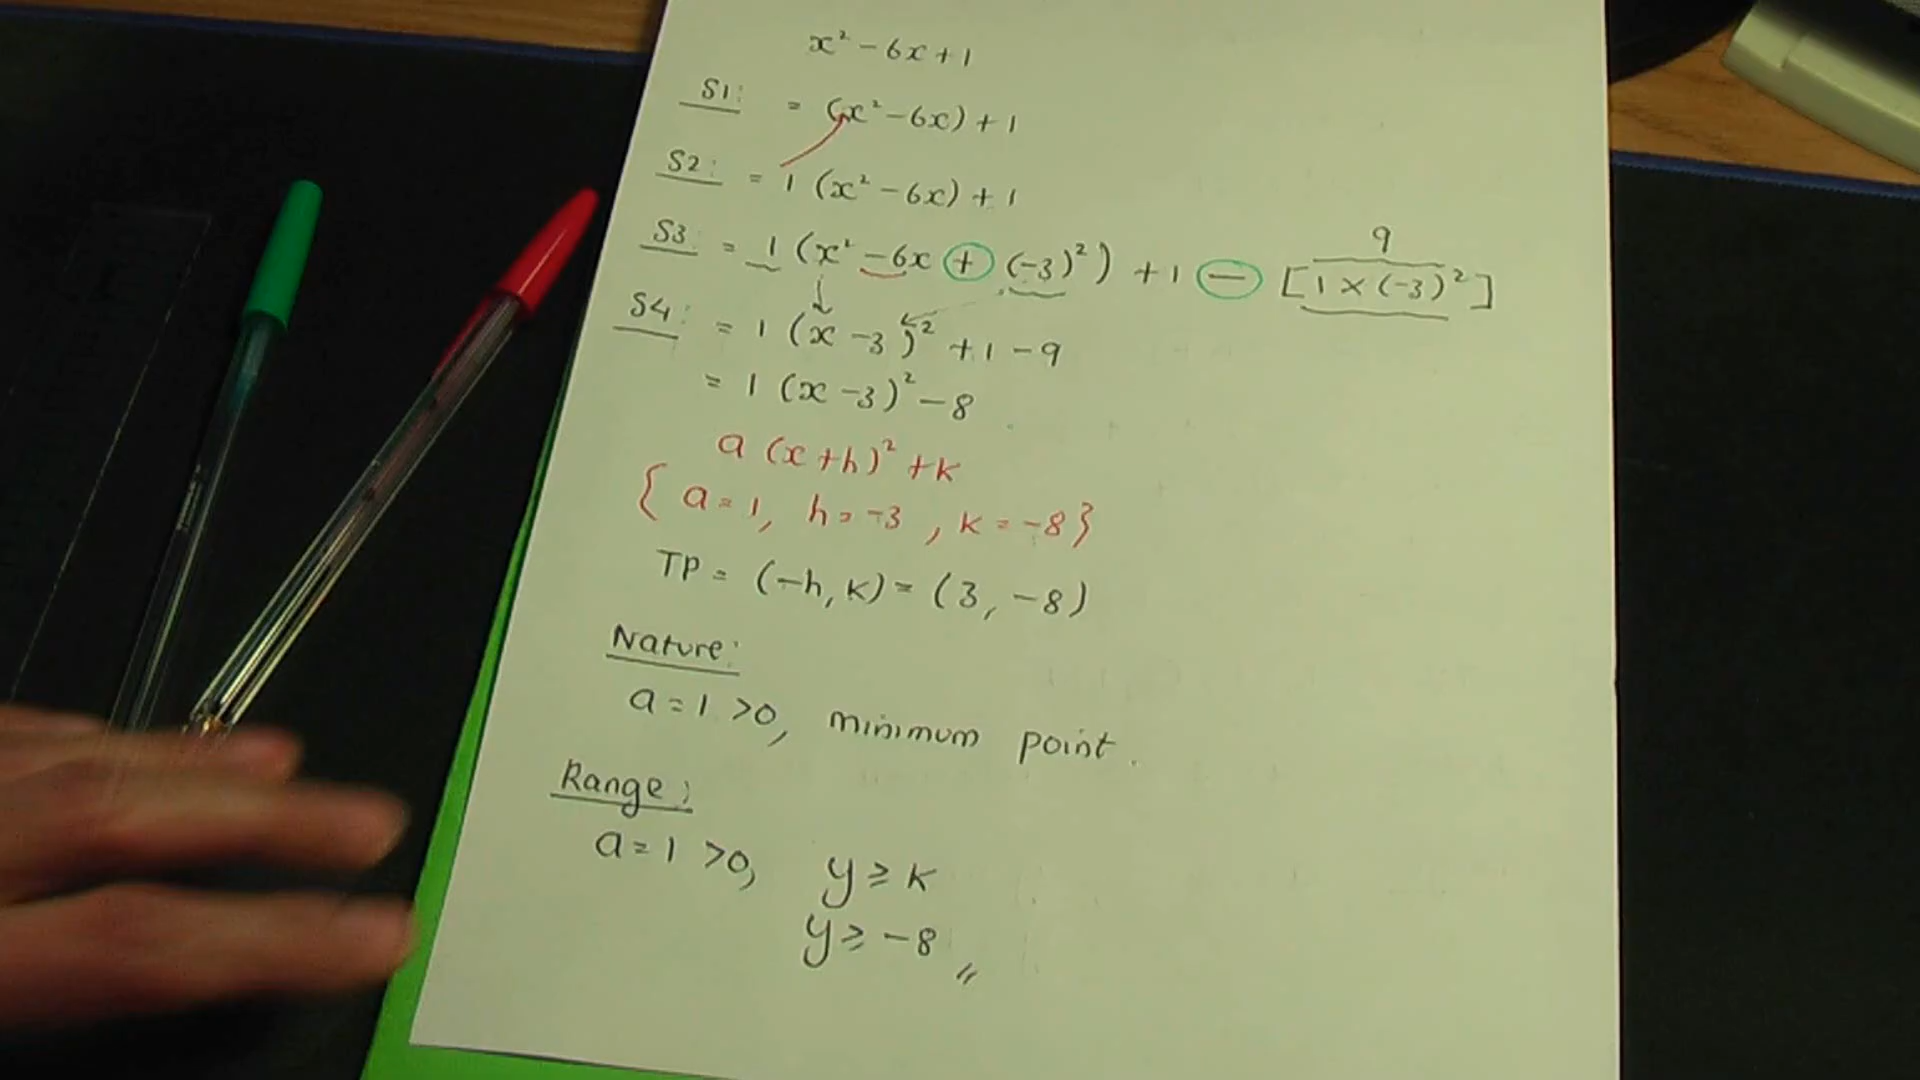 x² - 6x + 1
S1: = (x² - 6x) + 1
S2: = 1 (x² - 6x) + 1
9
S3: = 1 (x² - 6x + (-3)²) + 1 - [1 × (-3)²]
S4: = 1 (x - 3)² + 1 - 9
= 1 (x - 3)² - 8
a (x + h)² + k
{ a = 1, h = -3, k = -8 }
TP = (-h, k) = (3, -8)
Nature:
a = 1 > 0, minimum point.
Range:
a = 1 > 0, y ≥ k
y ≥ -8 //